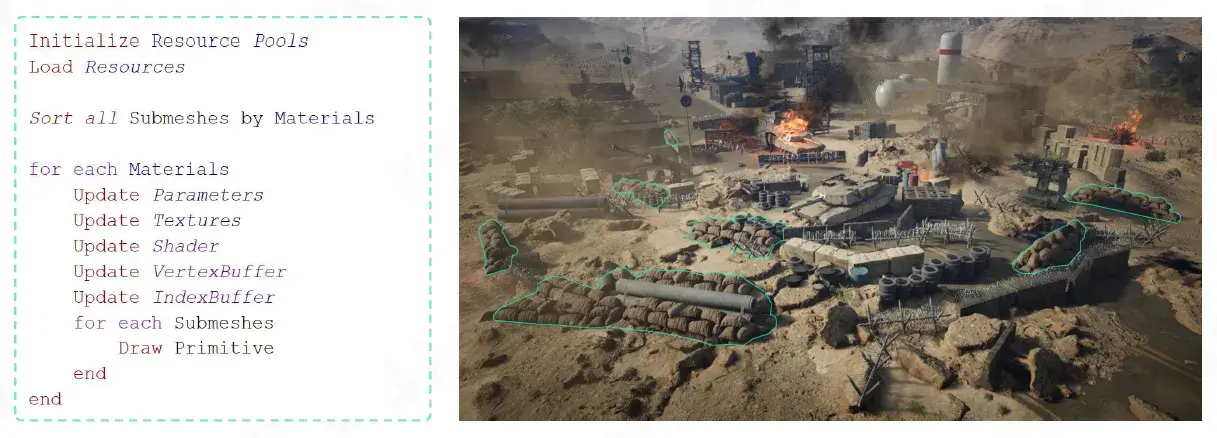 Initialize Resource Pools
Load Resources
Sort all Submeshes by Materials
for each Materials
Update Parameters
Update Textures
Update Shader
Update VertexBuffer
Update IndexBuffer
for each Submeshes
Draw Primitive
end
end